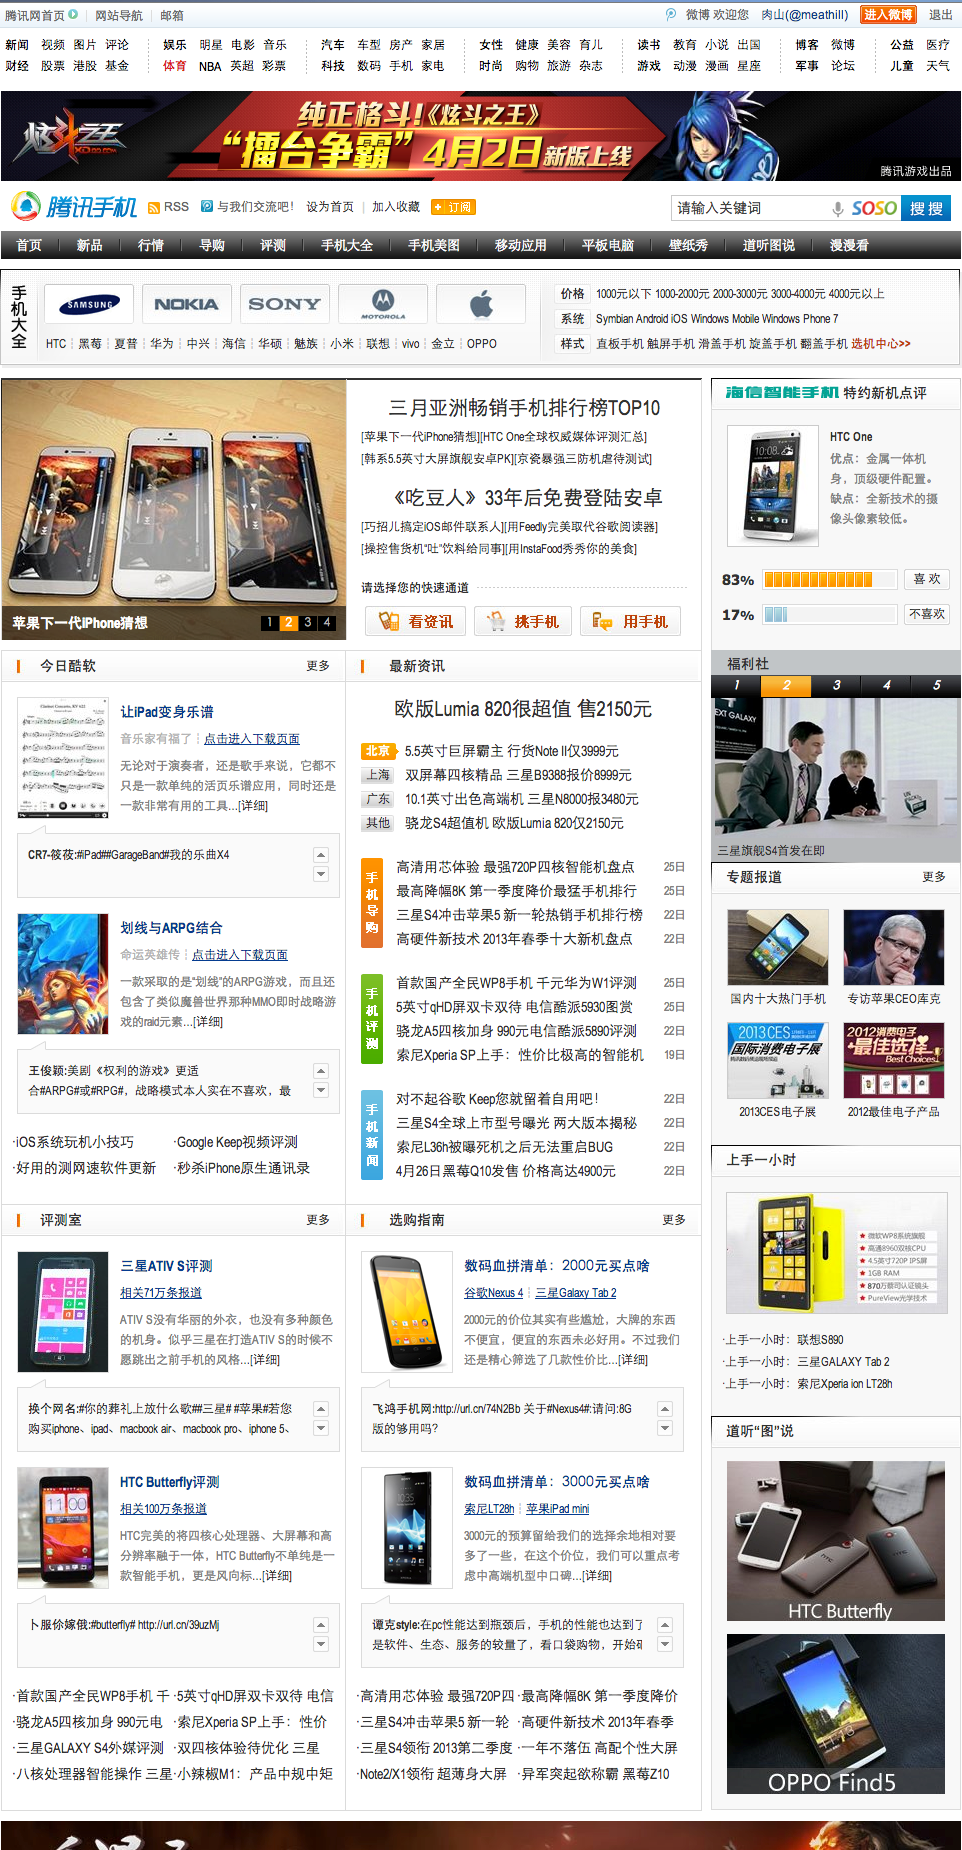 腾讯网首页 网站导航 邮箱 微博 欢迎您 肉山(@meathill) 进入微博 退出
新闻 视频 图片 评论 娱乐 明星 电影 音乐 汽车 车型 房产 家居 女性 健康 美容 育儿 读书 教育 小说 出国 博客 微博 公益 医疗
财经 股票 港股 基金 体育 NBA 英超 彩票 科技 数码 手机 家电 时尚 购物 旅游 杂志 游戏 动漫 漫画 星座 军事 论坛 儿童 天气
炫斗之王
纯正格斗!《炫斗之王》
“擂台争霸”4月2日新版上线
腾讯游戏出品
腾讯手机 RSS 与我们交流吧! 设为首页 加入收藏 订阅 请输入关键词 SOSO 搜搜
首页 新品 行情 导购 评测 手机大全 手机美图 移动应用 平板电脑 壁纸秀 道听图说 漫漫看
手机大全
SAMSUNG NOKIA SONY MOTOROLA
HTC 黑莓 夏普 华为 中兴 海信 华硕 魅族 小米 联想 vivo 金立 OPPO
价格 1000元以下 1000-2000元 2000-3000元 3000-4000元 4000元以上
系统 Symbian Android iOS Windows Mobile Windows Phone 7
样式 直板手机 触屏手机 滑盖手机 旋盖手机 翻盖手机 选机中心>>
苹果下一代iPhone猜想 1 2 3 4
三月亚洲畅销手机排行榜TOP10
[苹果下一代iPhone猜想][HTC One全球权威媒体评测汇总]
[韩系5.5英寸大屏旗舰安卓PK][京瓷暴强三防机虐待测试]
《吃豆人》33年后免费登陆安卓
[巧招儿搞定iOS邮件联系人][用Feedly完美取代谷歌阅读器]
[操控售货机“吐”饮料给同事][用InstaFood秀秀你的美食]
请选择您的快速通道
看资讯 挑手机 用手机
海信智能手机 特约新机点评
HTC One
优点：金属一体机
身，顶级硬件配置。
缺点：全新技术的摄
像头像素较低。
83% 喜 欢
17% 不喜欢
福利社
1 2 3 4 5
NEXT GALAXY
三星旗舰S4首发在即
今日酷软 更多
让iPad变身乐谱
音乐家有福了 点击进入下载页面
无论对于演奏者，还是歌手来说，它都不
只是一款单纯的活页乐谱应用，同时还是
一款非常有用的工具...[详细]
CR7-筱莜:#iPad##GarageBand#我的乐曲X4
划线与ARPG结合
命运英雄传 点击进入下载页面
一款采取的是“划线”的ARPG游戏，而且还
包含了类似魔兽世界那种MMO即时战略游
戏的raid元素...[详细]
王俊颖:美剧《权利的游戏》更适
合#ARPG#或#RPG#，战略模式本人实在不喜欢，最
·iOS系统玩机小技巧 ·Google Keep视频评测
·好用的测网速软件更新 ·秒杀iPhone原生通讯录
最新资讯
欧版Lumia 820很超值 售2150元
北京 5.5英寸巨屏霸主 行货Note II仅3999元
上海 双屏幕四核精品 三星B9388报价8999元
广东 10.1英寸出色高端机 三星N8000报3480元
其他 骁龙S4超值机 欧版Lumia 820仅2150元
手机导购
高清用芯体验 最强720P四核智能机盘点 25日
最高降幅8K 第一季度降价最猛手机排行 25日
三星S4冲击苹果5 新一轮热销手机排行榜 22日
高硬件新技术 2013年春季十大新机盘点 22日
手机评测
首款国产全民WP8手机 千元华为W1评测 25日
5英寸qHD屏双卡双待 电信酷派5930图赏 22日
骁龙A5四核加身 990元电信酷派5890评测 22日
索尼Xperia SP上手：性价比极高的智能机 19日
手机新闻
对不起谷歌 Keep您就留着自用吧! 22日
三星S4全球上市型号曝光 两大版本揭秘 22日
索尼L36h被曝死机之后无法重启BUG 22日
4月26日黑莓Q10发售 价格高达4900元 22日
专题报道 更多
国内十大热门手机 专访苹果CEO库克
2013CES
国际消费电子展
2012消费电子
最佳选择
Best Choices!
2013CES电子展 2012最佳电子产品
上手一小时
微软WP8系统旗舰
高通8960双核CPU
4.5英寸720P IPS屏
1GB RAM
870万蔡司认证镜头
PureView光学技术
·上手一小时：联想S890
·上手一小时：三星GALAXY Tab 2
·上手一小时：索尼Xperia ion LT28h
评测室 更多
三星ATIV S评测
相关71万条报道
ATIV S没有华丽的外衣，也没有多种颜色
的机身。似乎三星在打造ATIV S的时候不
愿跳出之前手机的风格...[详细]
换个网名:#你的葬礼上放什么歌##三星# #苹果#若您
购买iphone、ipad、macbook air、macbook pro、iphone 5、
HTC Butterfly评测
相关100万条报道
HTC完美的将四核心处理器、大屏幕和高
分辨率融于一体，HTC Butterfly不单纯是一
款智能手机，更是风向标...[详细]
卜服伱嫁俄:#butterfly# http://url.cn/39uzMj
·首款国产全民WP8手机 千 ·5英寸qHD屏双卡双待 电信
·骁龙A5四核加身 990元电 ·索尼Xperia SP上手：性价
·三星GALAXY S4外媒评测 ·双四核体验待优化 三星
·八核处理器智能操作 三星 ·小辣椒M1：产品中规中矩
选购指南 更多
数码血拼清单：2000元买点啥
谷歌Nexus 4 三星Galaxy Tab 2
2000元的价位其实有些尴尬，大牌的东西
不便宜，便宜的东西未必好用。不过我们
还是精心筛选了几款性价比...[详细]
飞鸿手机网:http://url.cn/74N2Bb 关于#Nexus4#:请问:8G
版的够用吗?
数码血拼清单：3000元买点啥
索尼LT28h 苹果iPad mini
3000元的预算留给我们的选择余地相对要
多了一些，在这个价位，我们可以重点考
虑中高端机型中口碑...[详细]
谭克style:在pc性能达到瓶颈后，手机的性能也达到了
是软件、生态、服务的较量了，看口袋购物，开始砍
·高清用芯体验 最强720P四 ·最高降幅8K 第一季度降价
·三星S4冲击苹果5 新一轮 ·高硬件新技术 2013年春季
·三星S4领衔 2013第二季度 ·一年不落伍 高配个性大屏
·Note2/X1领衔 超薄身大屏 ·异军突起欲称霸 黑莓Z10
道听“图”说
HTC Butterfly
OPPO Find5